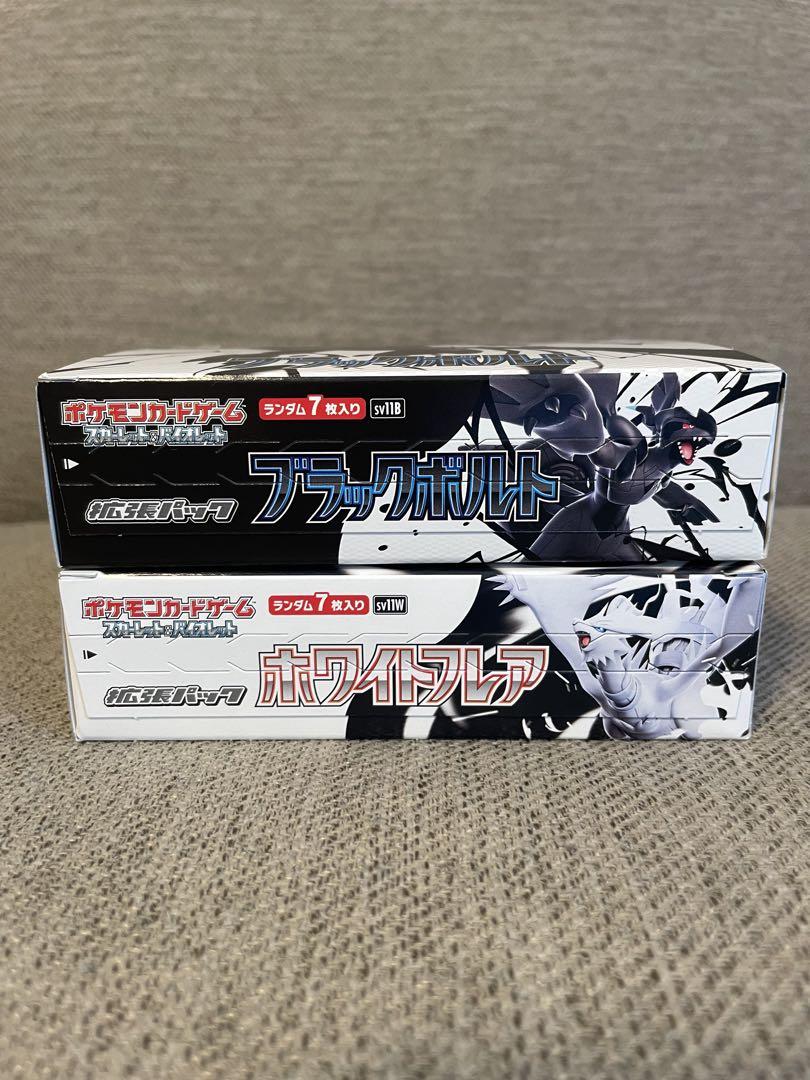 ポケモンカードゲーム
スカーレット&バイオレット
ランダム7枚入り
sv11B
拡張パック
ブラックボルト
ポケモンカードゲーム
スカーレット&バイオレット
ランダム7枚入り
sv11W
拡張パック
ホワイトフレア